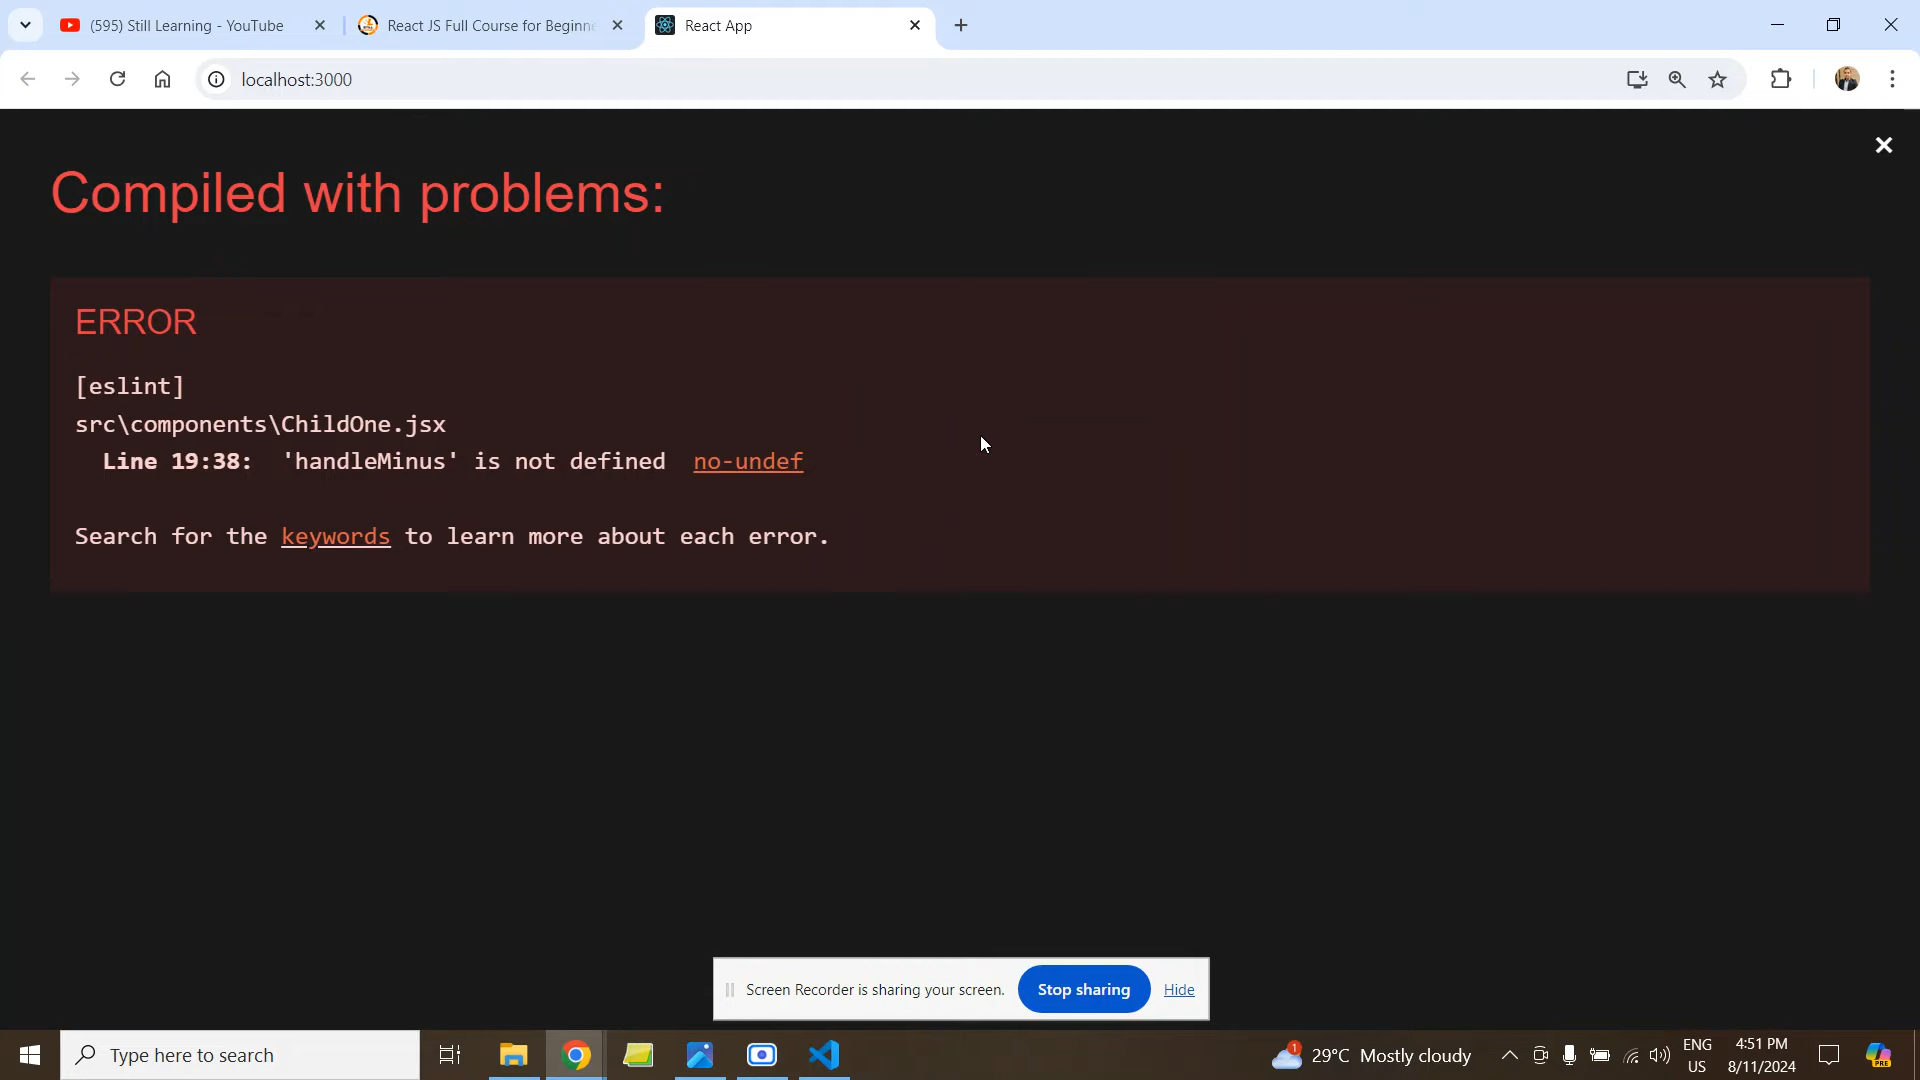 (595) Still Learning - YouTube
React JS Full Course for Beginne
React App
localhost:3000
Compiled with problems:
ERROR
[eslint]
src\components\ChildOne.jsx
Line 19:38: 'handleMinus' is not defined no-undef
Search for the keywords to learn more about each error.
Screen Recorder is sharing your screen. Stop sharing Hide
Type here to search
1
29°C Mostly cloudy
ENG
US
4:51 PM
8/11/2024
PRE